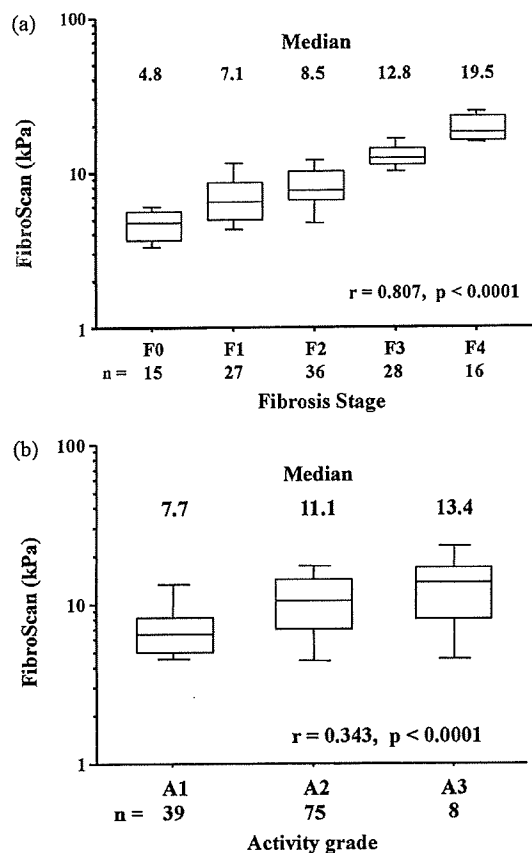 (a)
100
Median
4.8 7.1 8.5 12.8 19.5
FibroScan (kPa)
10
r = 0.807, p < 0.0001
1
F0 F1 F2 F3 F4
n = 15 27 36 28 16
Fibrosis Stage
(b)
100
Median
7.7 11.1 13.4
FibroScan (kPa)
10
r = 0.343, p < 0.0001
1
A1 A2 A3
n = 39 75 8
Activity grade